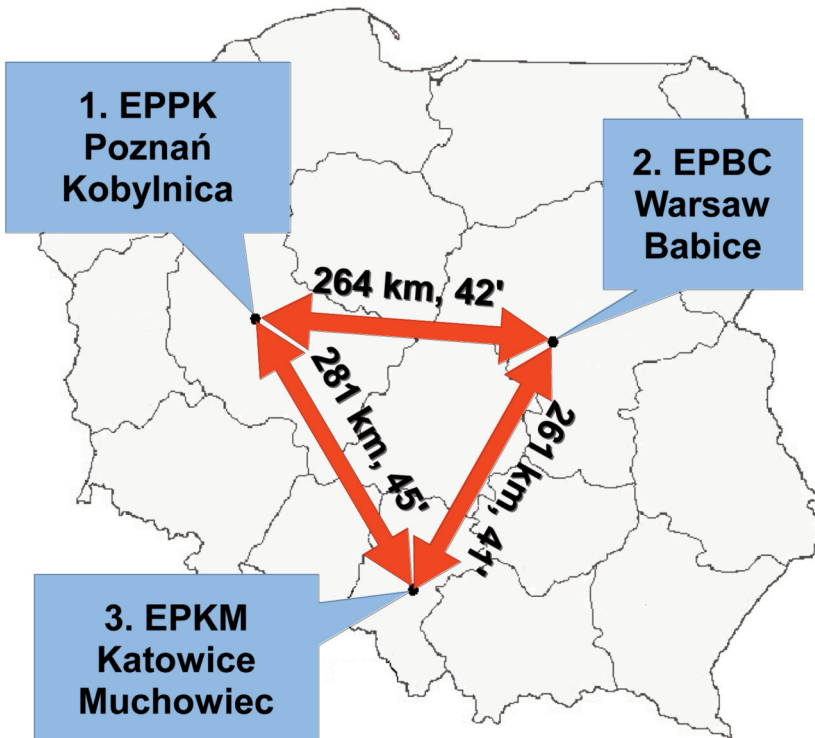 1. EPPK
Poznań
Kobylnica
2. EPBC
Warsaw
Babice
264 km, 42'
281 km, 45'
261 km, 41'
3. EPKM
Katowice
Muchowiec